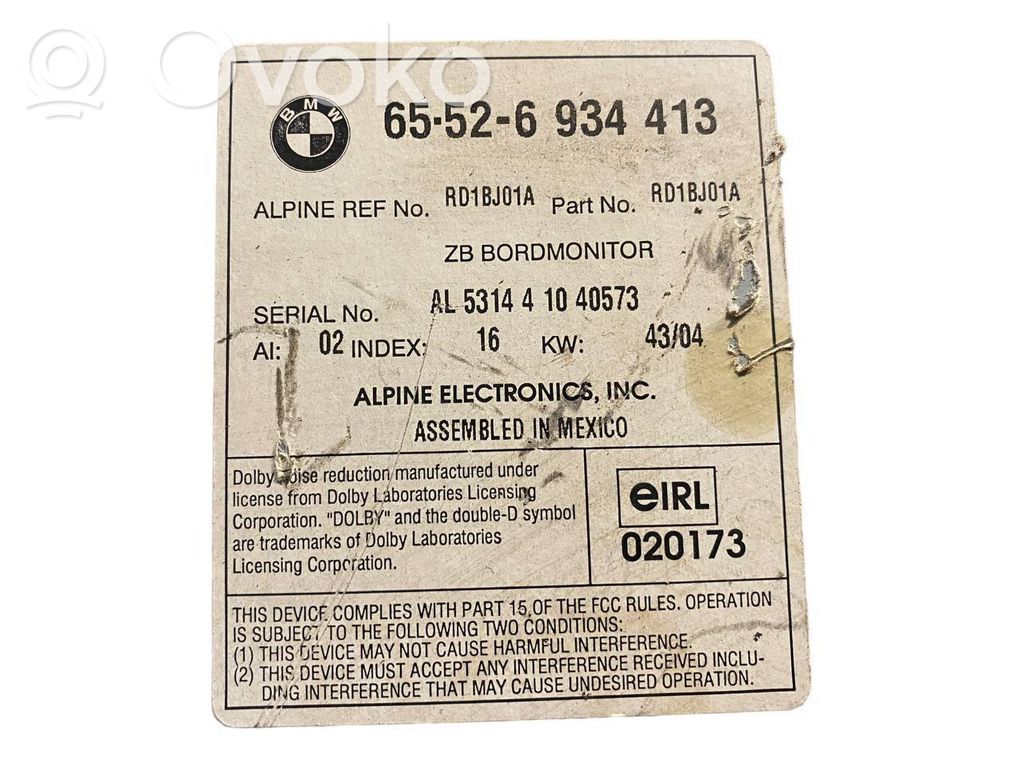 Ovoko
BMW
65-52-6 934 413
ALPINE REF No. RD1BJ01A Part No. RD1BJ01A
ZB BORDMONITOR
SERIAL No. AL 5314 4 10 40573
AI: 02 INDEX: 16 KW: 43/04
ALPINE ELECTRONICS, INC.
ASSEMBLED IN MEXICO
Dolby noise reduction manufactured under
license from Dolby Laboratories Licensing
Corporation. "DOLBY" and the double-D symbol
are trademarks of Dolby Laboratories
Licensing Corporation.
eIRL
020173
THIS DEVICE COMPLIES WITH PART 15 OF THE FCC RULES. OPERATION
IS SUBJECT TO THE FOLLOWING TWO CONDITIONS:
(1) THIS DEVICE MAY NOT CAUSE HARMFUL INTERFERENCE.
(2) THIS DEVICE MUST ACCEPT ANY INTERFERENCE RECEIVED INCLU-
DING INTERFERENCE THAT MAY CAUSE UNDESIRED OPERATION.